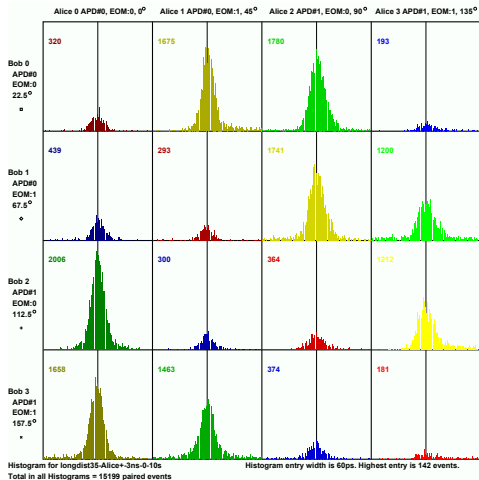 Alice 0 APD#0, EOM:0, 0° Alice 1 APD#0, EOM:1, 45° Alice 2 APD#1, EOM:0, 90° Alice 3 APD#1, EOM:1, 135°
Bob 0
APD#0
EOM:0
22.5°
320 1675 1780 193
Bob 1
APD#0
EOM:1
67.5°
439 293 1741 1200
Bob 2
APD#1
EOM:0
112.5°
2006 300 364 1212
Bob 3
APD#1
EOM:1
157.5°
1658 1463 374 181
Histogram for longdist35-Alice+-3ns-0-10s Histogram entry width is 60ps. Highest entry is 142 events.
Total in all Histograms = 15199 paired events